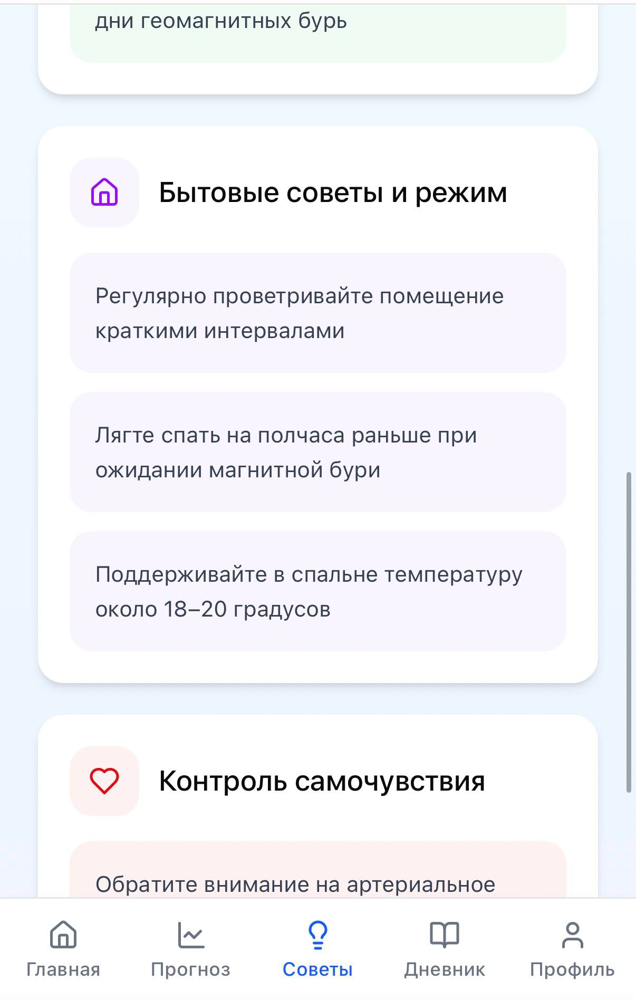 дни геомагнитных бурь
Бытовые советы и режим
Регулярно проветривайте помещение
краткими интервалами
Лягте спать на полчаса раньше при
ожидании магнитной бури
Поддерживайте в спальне температуру
около 18–20 градусов
Контроль самочувствия
Обратите внимание на артериальное
Главная
Прогноз
Советы
Дневник
Профиль